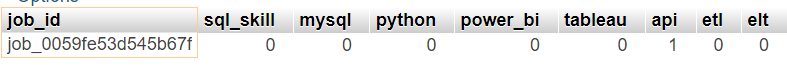 Options
job_id sql_skill mysql python power_bi tableau api etl elt
job_0059fe53d545b67f 0 0 0 0 0 1 0 0